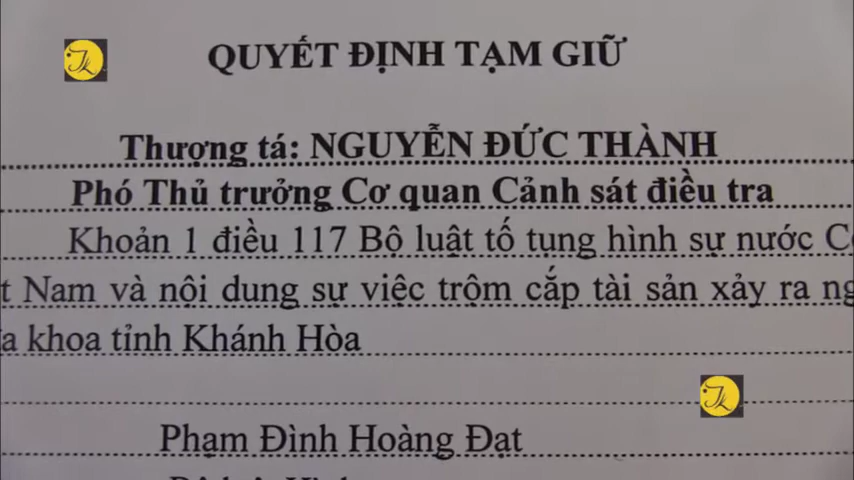 QUYẾT ĐỊNH TẠM GIỮ
Thượng tá: NGUYỄN ĐỨC THÀNH
Phó Thủ trưởng Cơ quan Cảnh sát điều tra
Khoản 1 điều 117 Bộ luật tố tụng hình sự nước
Nam và nội dung sự việc trộm cắp tài sản xảy ra
khoa tỉnh Khánh Hòa
Phạm Đình Hoàng Đạt